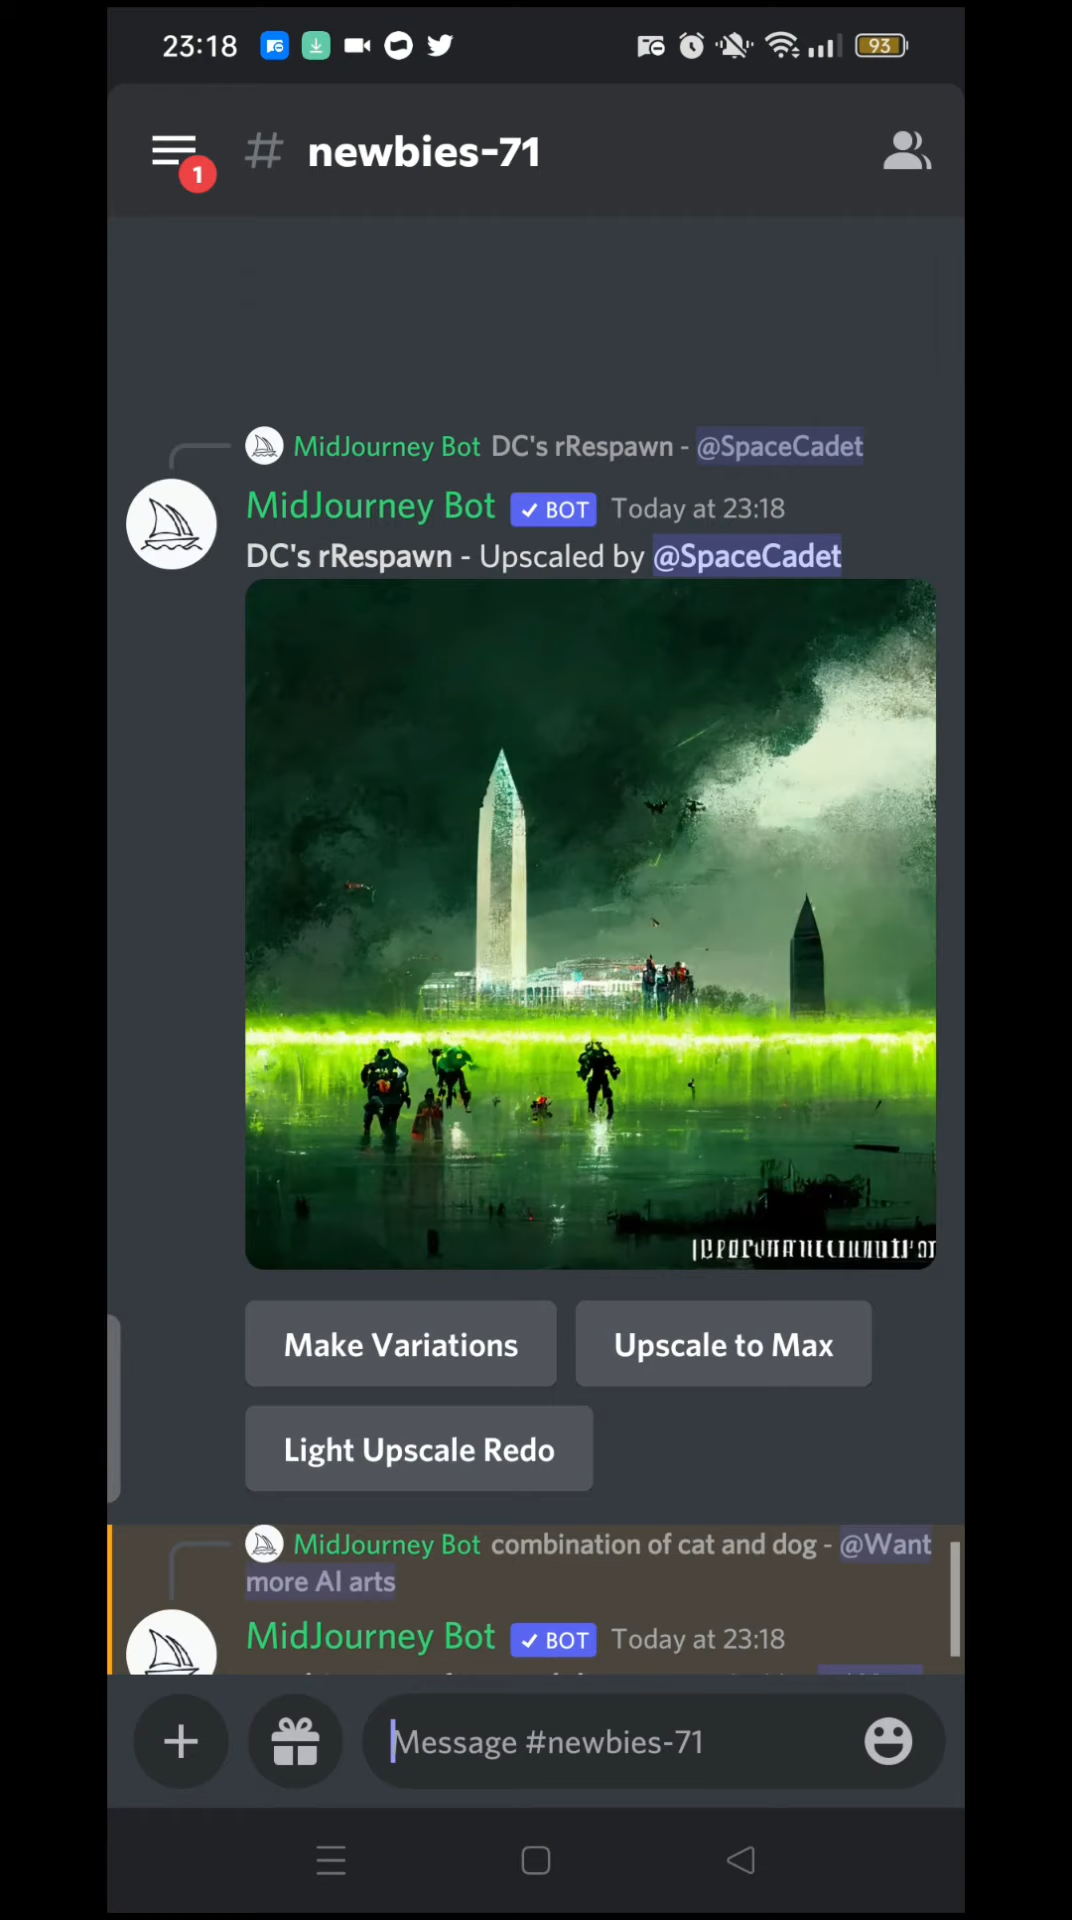 23:18
93
1
# newbies-71
MidJourney Bot DC's rRespawn - @SpaceCadet
MidJourney Bot ✓ BOT Today at 23:18
DC's rRespawn - Upscaled by @SpaceCadet
Make Variations
Upscale to Max
Light Upscale Redo
MidJourney Bot combination of cat and dog - @Want
more AI arts
MidJourney Bot ✓ BOT Today at 23:18
Message #newbies-71